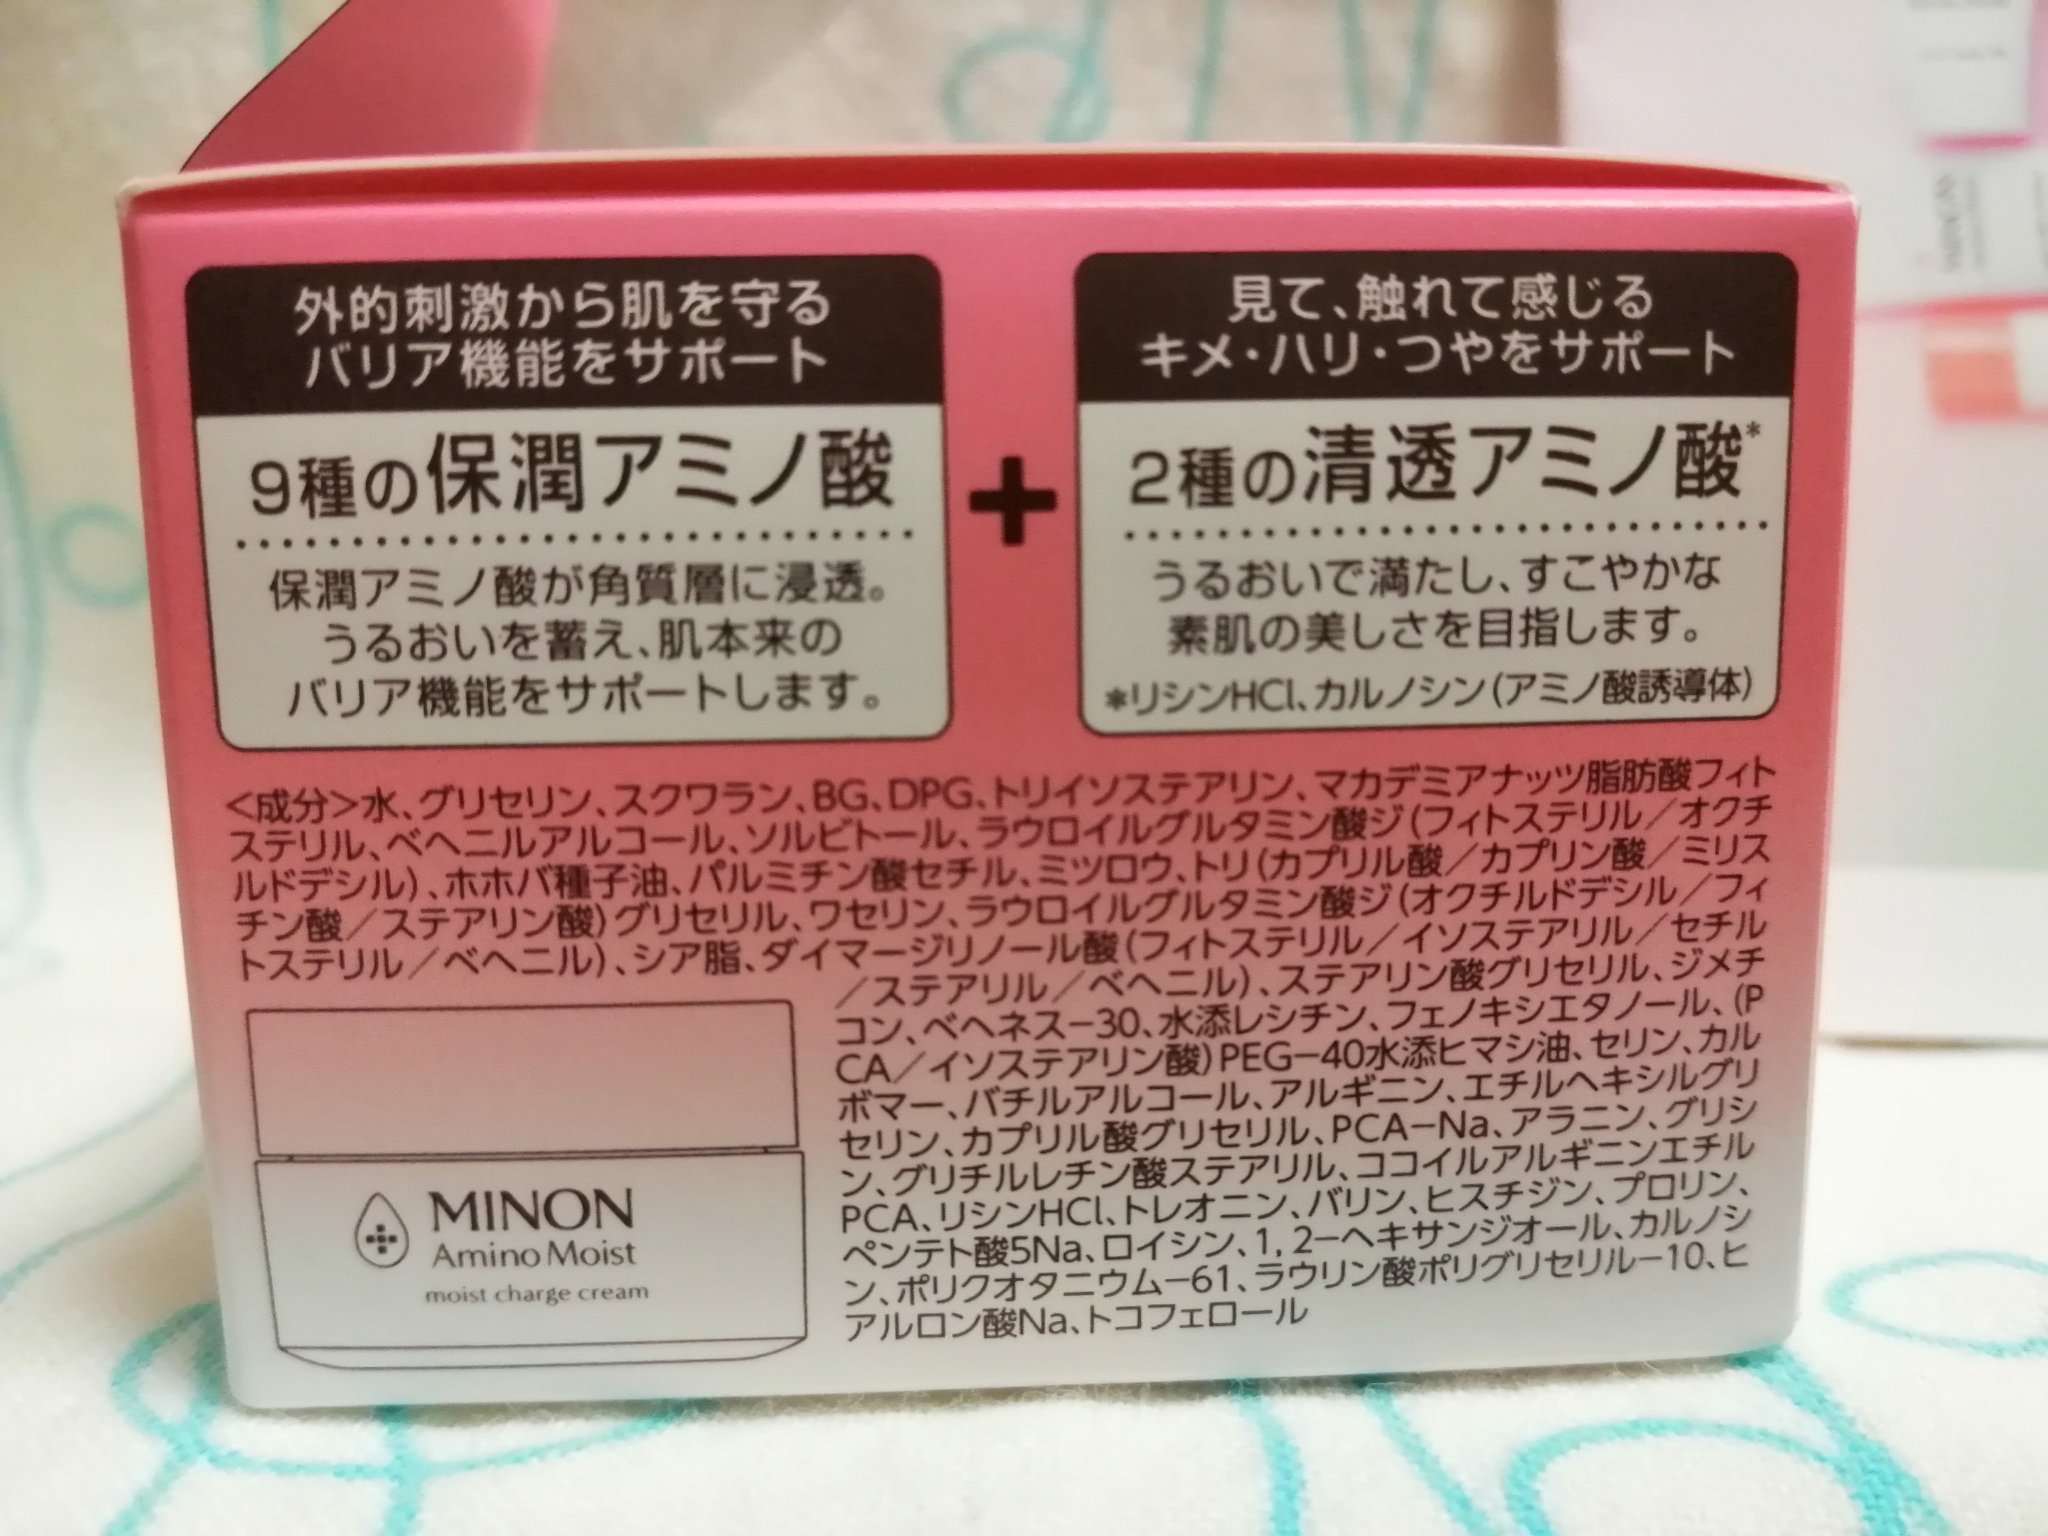 外的刺激から肌を守る
バリア機能をサポート
9種の保潤アミノ酸
保潤アミノ酸が角質層に浸透。
うるおいを蓄え、肌本来の
バリア機能をサポートします。
+
見て、触れて感じる
キメ・ハリ・つやをサポート
2種の清透アミノ酸*
うるおいで満たし、すこやかな
素肌の美しさを目指します。
*リシンHCl、カルノシン(アミノ酸誘導体)
<成分>水、グリセリン、スクワラン、BG、DPG、トリイソステアリン、マカデミアナッツ脂肪酸フィト
ステリル、ベヘニルアルコール、ソルビトール、ラウロイルグルタミン酸ジ(フィトステリル/オクチ
ルドデシル)、ホホバ種子油、パルミチン酸セチル、ミツロウ、トリ(カプリル酸/カプリン酸/ミリス
チン酸/ステアリン酸)グリセリル、ワセリン、ラウロイルグルタミン酸ジ(オクチルドデシル/フィ
トステリル/ベヘニル)、シア脂、ダイマージリノール酸(フィトステリル/イソステアリル/セチル
/ステアリル/ベヘニル)、ステアリン酸グリセリル、ジメチ
コン、ベヘネス-30、水添レシチン、フェノキシエタノール、(P
CA/イソステアリン酸)PEG-40水添ヒマシ油、セリン、カル
ボマー、バチルアルコール、アルギニン、エチルヘキシルグリ
セリン、カプリル酸グリセリル、PCA-Na、アラニン、グリシ
ン、グリチルレチン酸ステアリル、ココイルアルギニンエチル
PCA、リシンHCl、トレオニン、バリン、ヒスチジン、プロリン、
ペンテト酸5Na、ロイシン、1,2-ヘキサンジオール、カルノシ
ン、ポリクオタニウム-61、ラウリン酸ポリグリセリル-10、ヒ
アルロン酸Na、トコフェロール
MINON
Amino Moist
moist charge cream